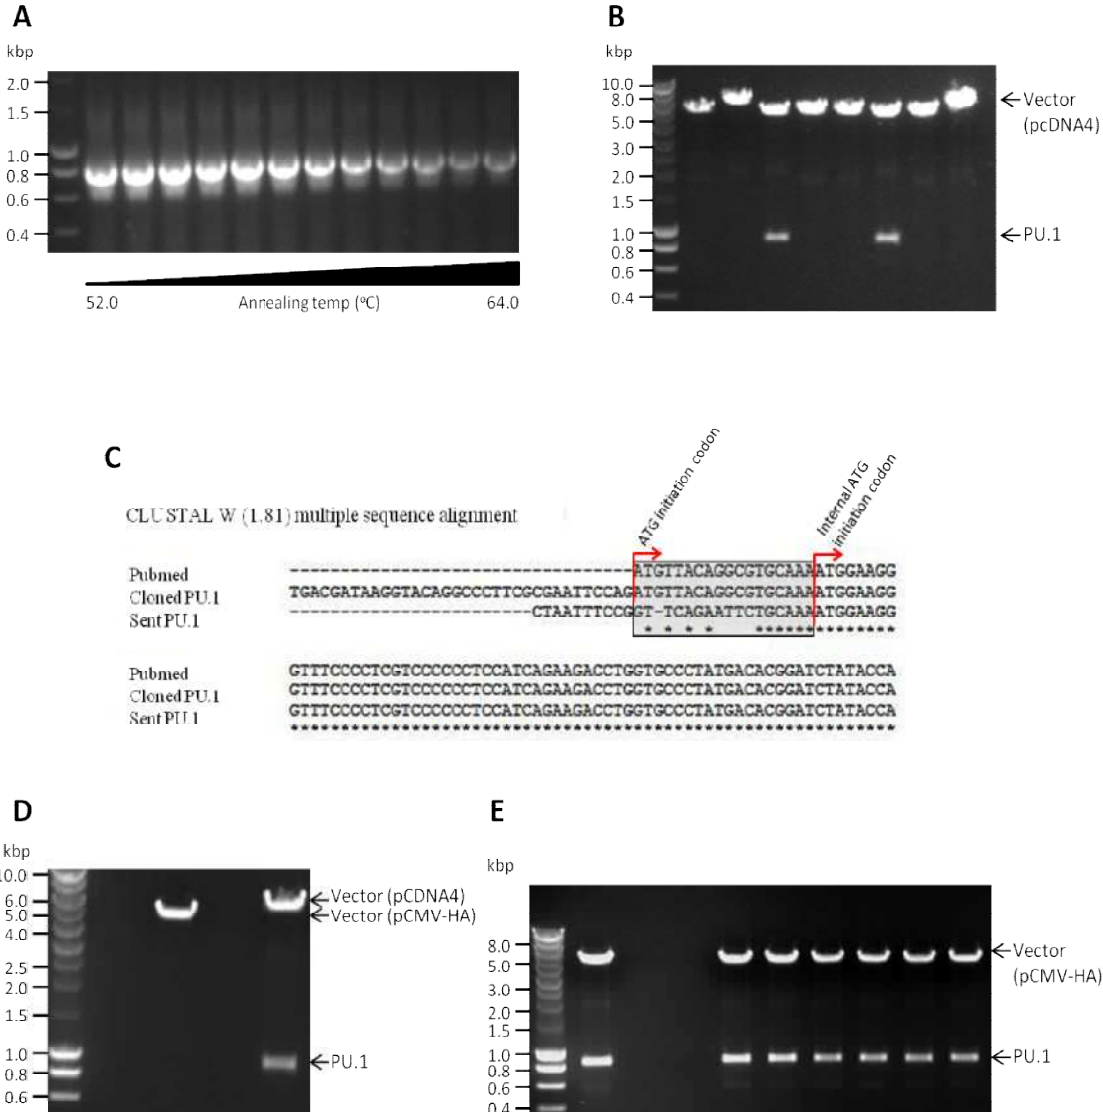 A
kbp
2.0
1.5
1.0
0.8
0.6
0.4
52.0 Anrealing temp (ºC) 64.0
B
kbp
10.0
8.0
5.0
3.0
2.0
1.5
1.0
0.8
0.6
0.4
Vector
(pcDNA4)
PU.1
C
ATG initiation codon
Internal ATG
initiation codon
CLUSTAL W (1.81) multiple sequence alignment
Pubmed ---------------------------------ATGTTACAGGCGTGCAAAATGGAAGG
Cloned PU.1 TGACGATAAGGTACAGGCCCTTCGCGAATTCCAGATGTTACAGGCGTGCAAAATGGAAGG
Sent PU.1 -----------------------CTAATTTCCGGT-TCAGAATTCTGCAAAATGGAAGG
* * * * *************
Pubmed GTTTCCCCTCGTCCCCCCTCCATCAGAAGACCTGGTGCCCTATGACACGGATCTATACCA
Cloned PU.1 GTTTCCCCTCGTCCCCCCTCCATCAGAAGACCTGGTGCCCTATGACACGGATCTATACCA
Sent PU.1 GTTTCCCCTCGTCCCCCCTCCATCAGAAGACCTGGTGCCCTATGACACGGATCTATACCA
************************************************************
D
kbp
10.0
6.0
5.0
4.0
2.5
2.0
1.5
1.0
0.8
0.6
Vector (pCDNA4)
Vector (pCMV-HA)
PU.1
E
kbp
8.0
5.0
3.0
2.0
1.5
1.0
0.8
0.6
0.4
Vector
(pCMV-HA)
PU.1